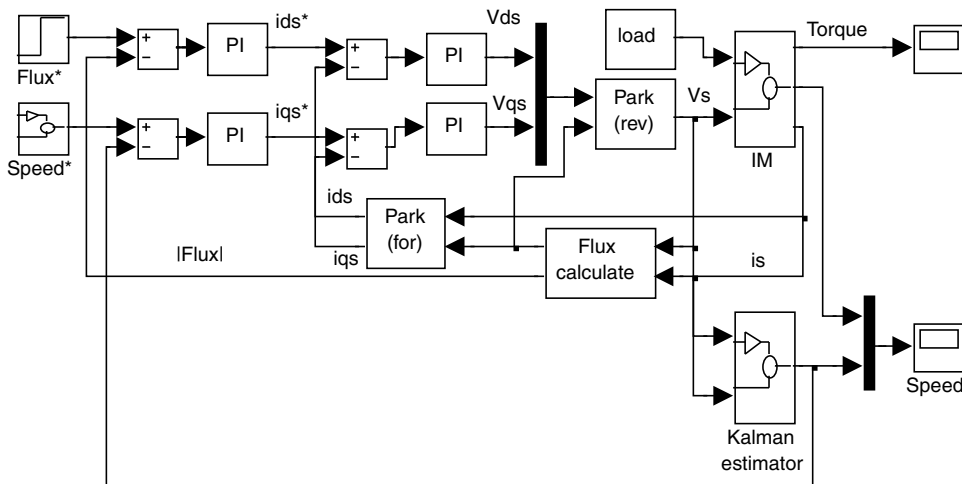 Flux*
+
−
PI
ids*
+
−
PI
Vds
Park
(rev)
load
Vs
IM
Torque
Speed*
+
−
PI
iqs*
+
−
PI
Vqs
ids
iqs
Park
(for)
|Flux|
Flux
calculate
is
Kalman
estimator
Speed